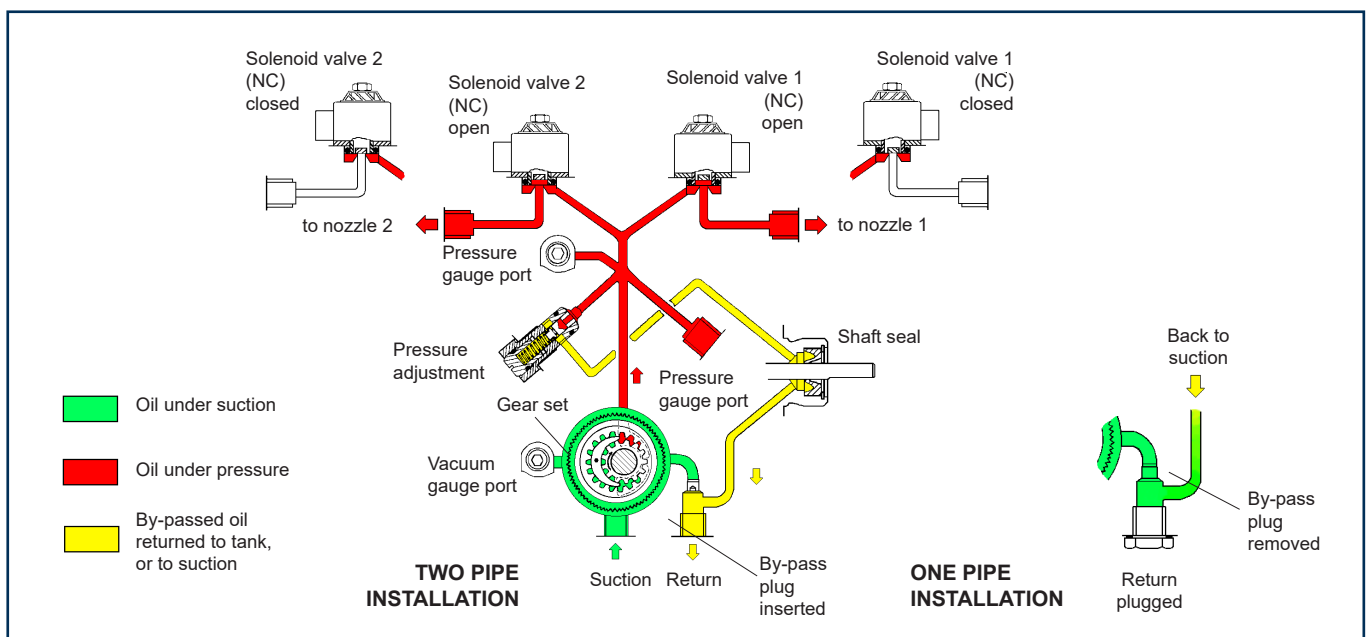 Solenoid valve 2
(NC)
closed
Solenoid valve 2
(NC)
open
Solenoid valve 1
(NC)
open
Solenoid valve 1
(NC)
closed
to nozzle 2
to nozzle 1
Pressure
gauge port
Pressure
adjustment
Shaft seal
Pressure
gauge port
Gear set
Vacuum
gauge port
Oil under suction
Oil under pressure
By-passed oil
returned to tank,
or to suction
TWO PIPE
INSTALLATION
Suction
Return
By-pass
plug
inserted
ONE PIPE
INSTALLATION
Back to
suction
By-pass
plug
removed
Return
plugged